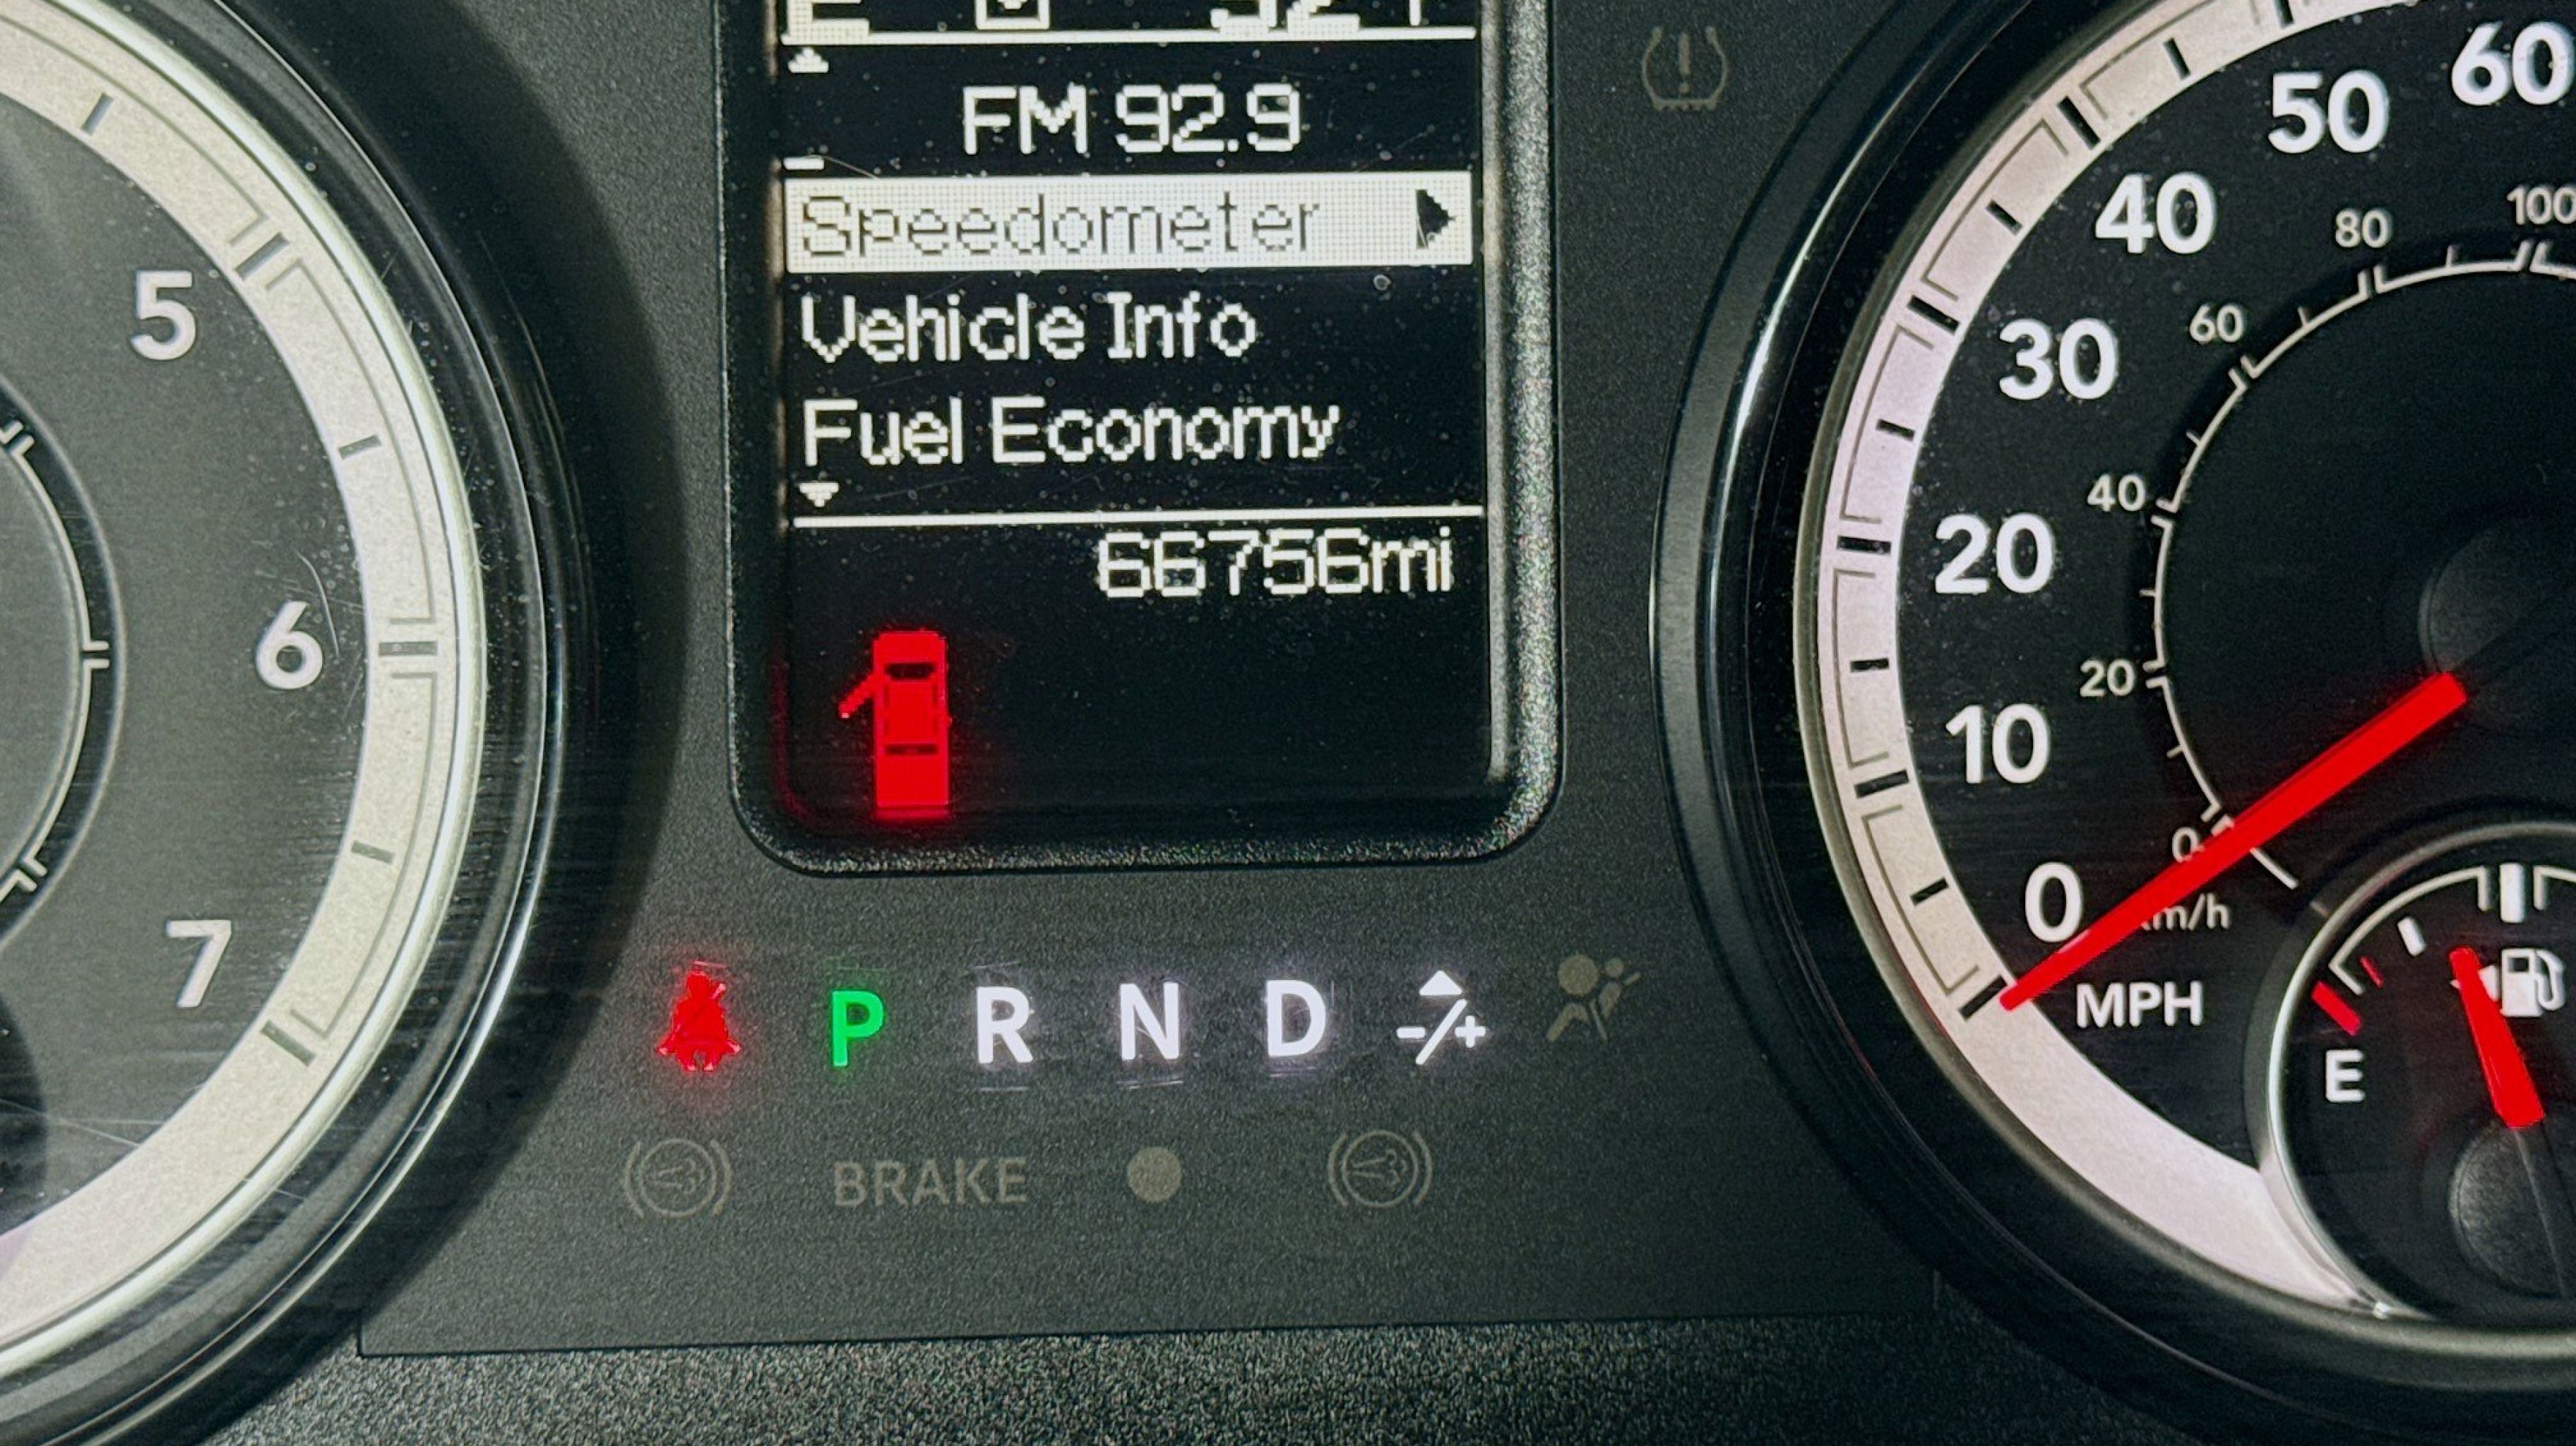 E
FM 92.9
Speedometer
Vehicle Info
Fuel Economy
66756mi
5
6
7
P R N D -/+
BRAKE
60
50
40
30
20
10
0
MPH
100
80
60
40
20
0
km/h
E